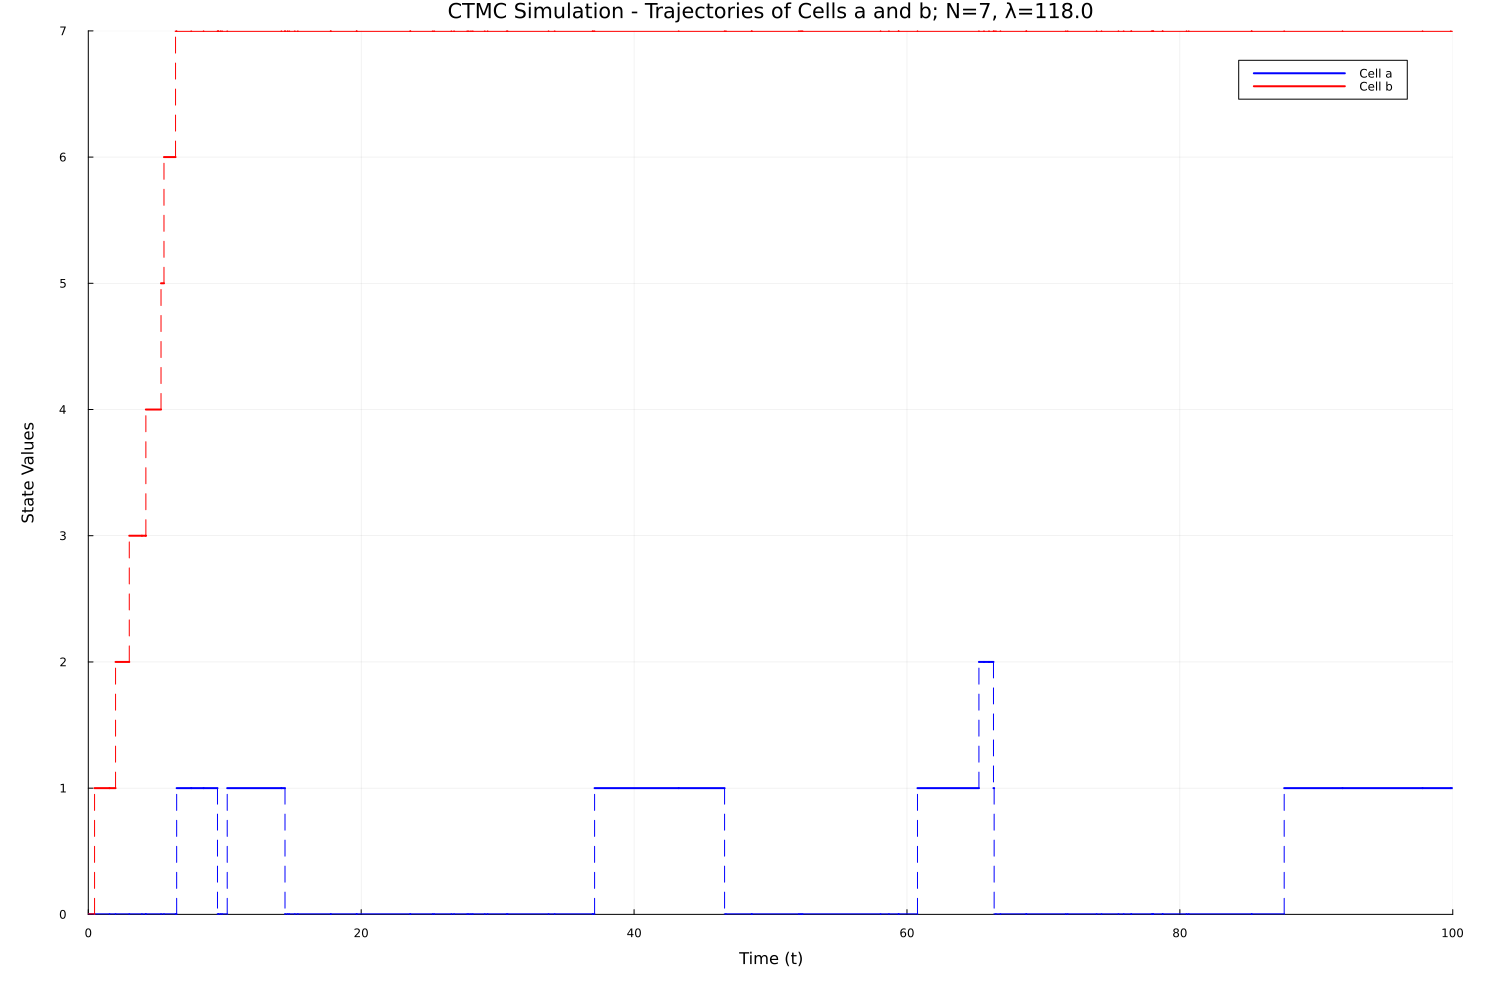 CTMC Simulation - Trajectories of Cells a and b; N=7, λ=118.0
7
Cell a
Cell b
6
5
4
State Values
3
2
1
0
0 20 40 60 80 100
Time (t)